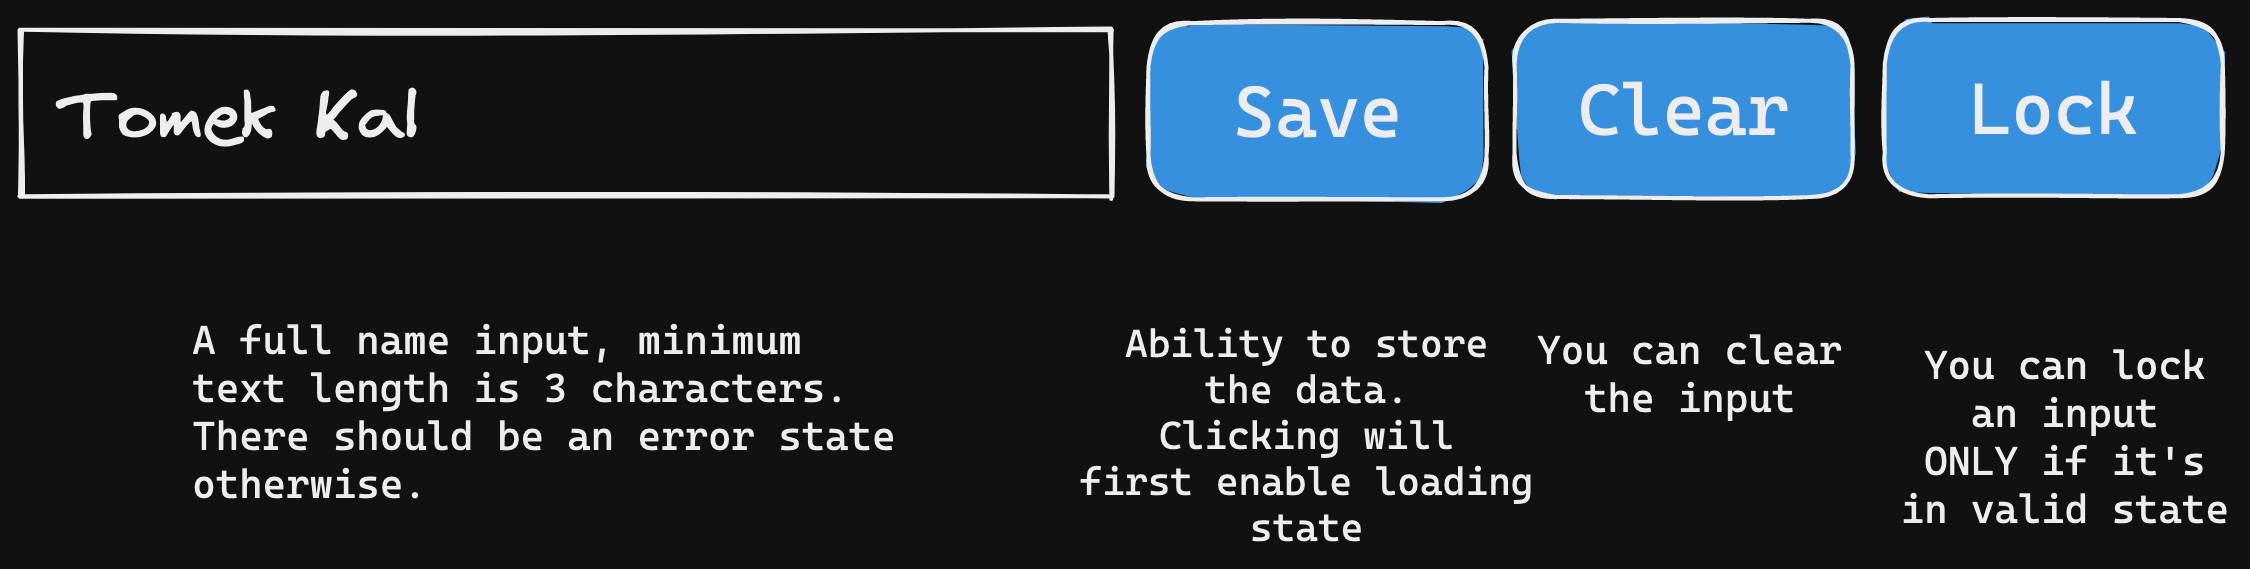 Tomek Kal
Save
Clear
Lock
A full name input, minimum
text length is 3 characters.
There should be an error state
otherwise.
Ability to store
the data.
Clicking will
first enable loading
state
You can clear
the input
You can lock
an input
ONLY if it's
in valid state